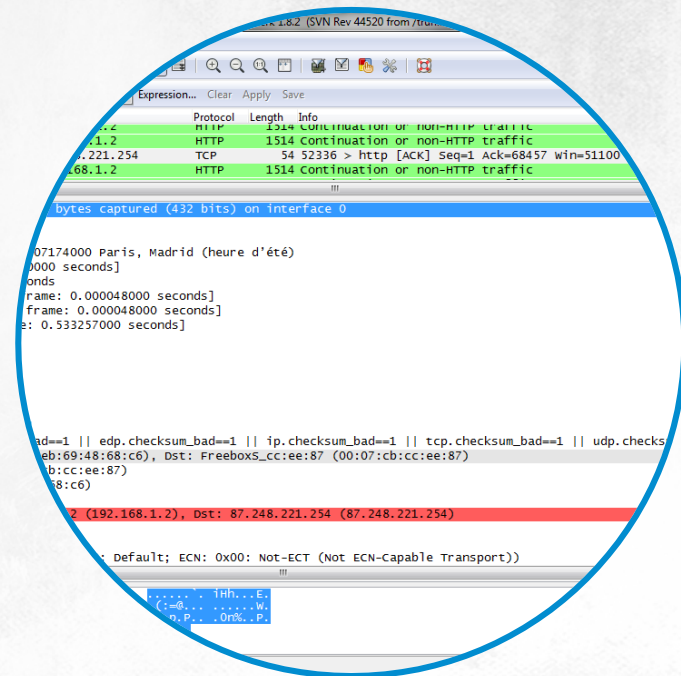 1.8.2 (SVN Rev 44520 from /trun
Expression... Clear Apply Save
Protocol Length Info
.1.2 HTTP 1514 Continuation or non-HTTP traffic
.1.2 HTTP 1514 Continuation or non-HTTP traffic
.221.254 TCP 54 52336 > http [ACK] Seq=1 Ack=68457 Win=51100
168.1.2 HTTP 1514 Continuation or non-HTTP traffic
bytes captured (432 bits) on interface 0
07174000 Paris, Madrid (heure d'été)
0000 seconds]
onds
rame: 0.000048000 seconds]
frame: 0.000048000 seconds]
e: 0.533257000 seconds]
ad==1 || edp.checksum_bad==1 || ip.checksum_bad==1 || tcp.checksum_bad==1 || udp.checks
eb:69:48:68:c6), Dst: FreeboxS_cc:ee:87 (00:07:cb:cc:ee:87)
cb:cc:ee:87)
68:c6)
2 (192.168.1.2), Dst: 87.248.221.254 (87.248.221.254)
: Default; ECN: 0x00: Not-ECT (Not ECN-Capable Transport))
......`. iHh...E.
(:=@... ......W.
.p.P.. .On%..P.